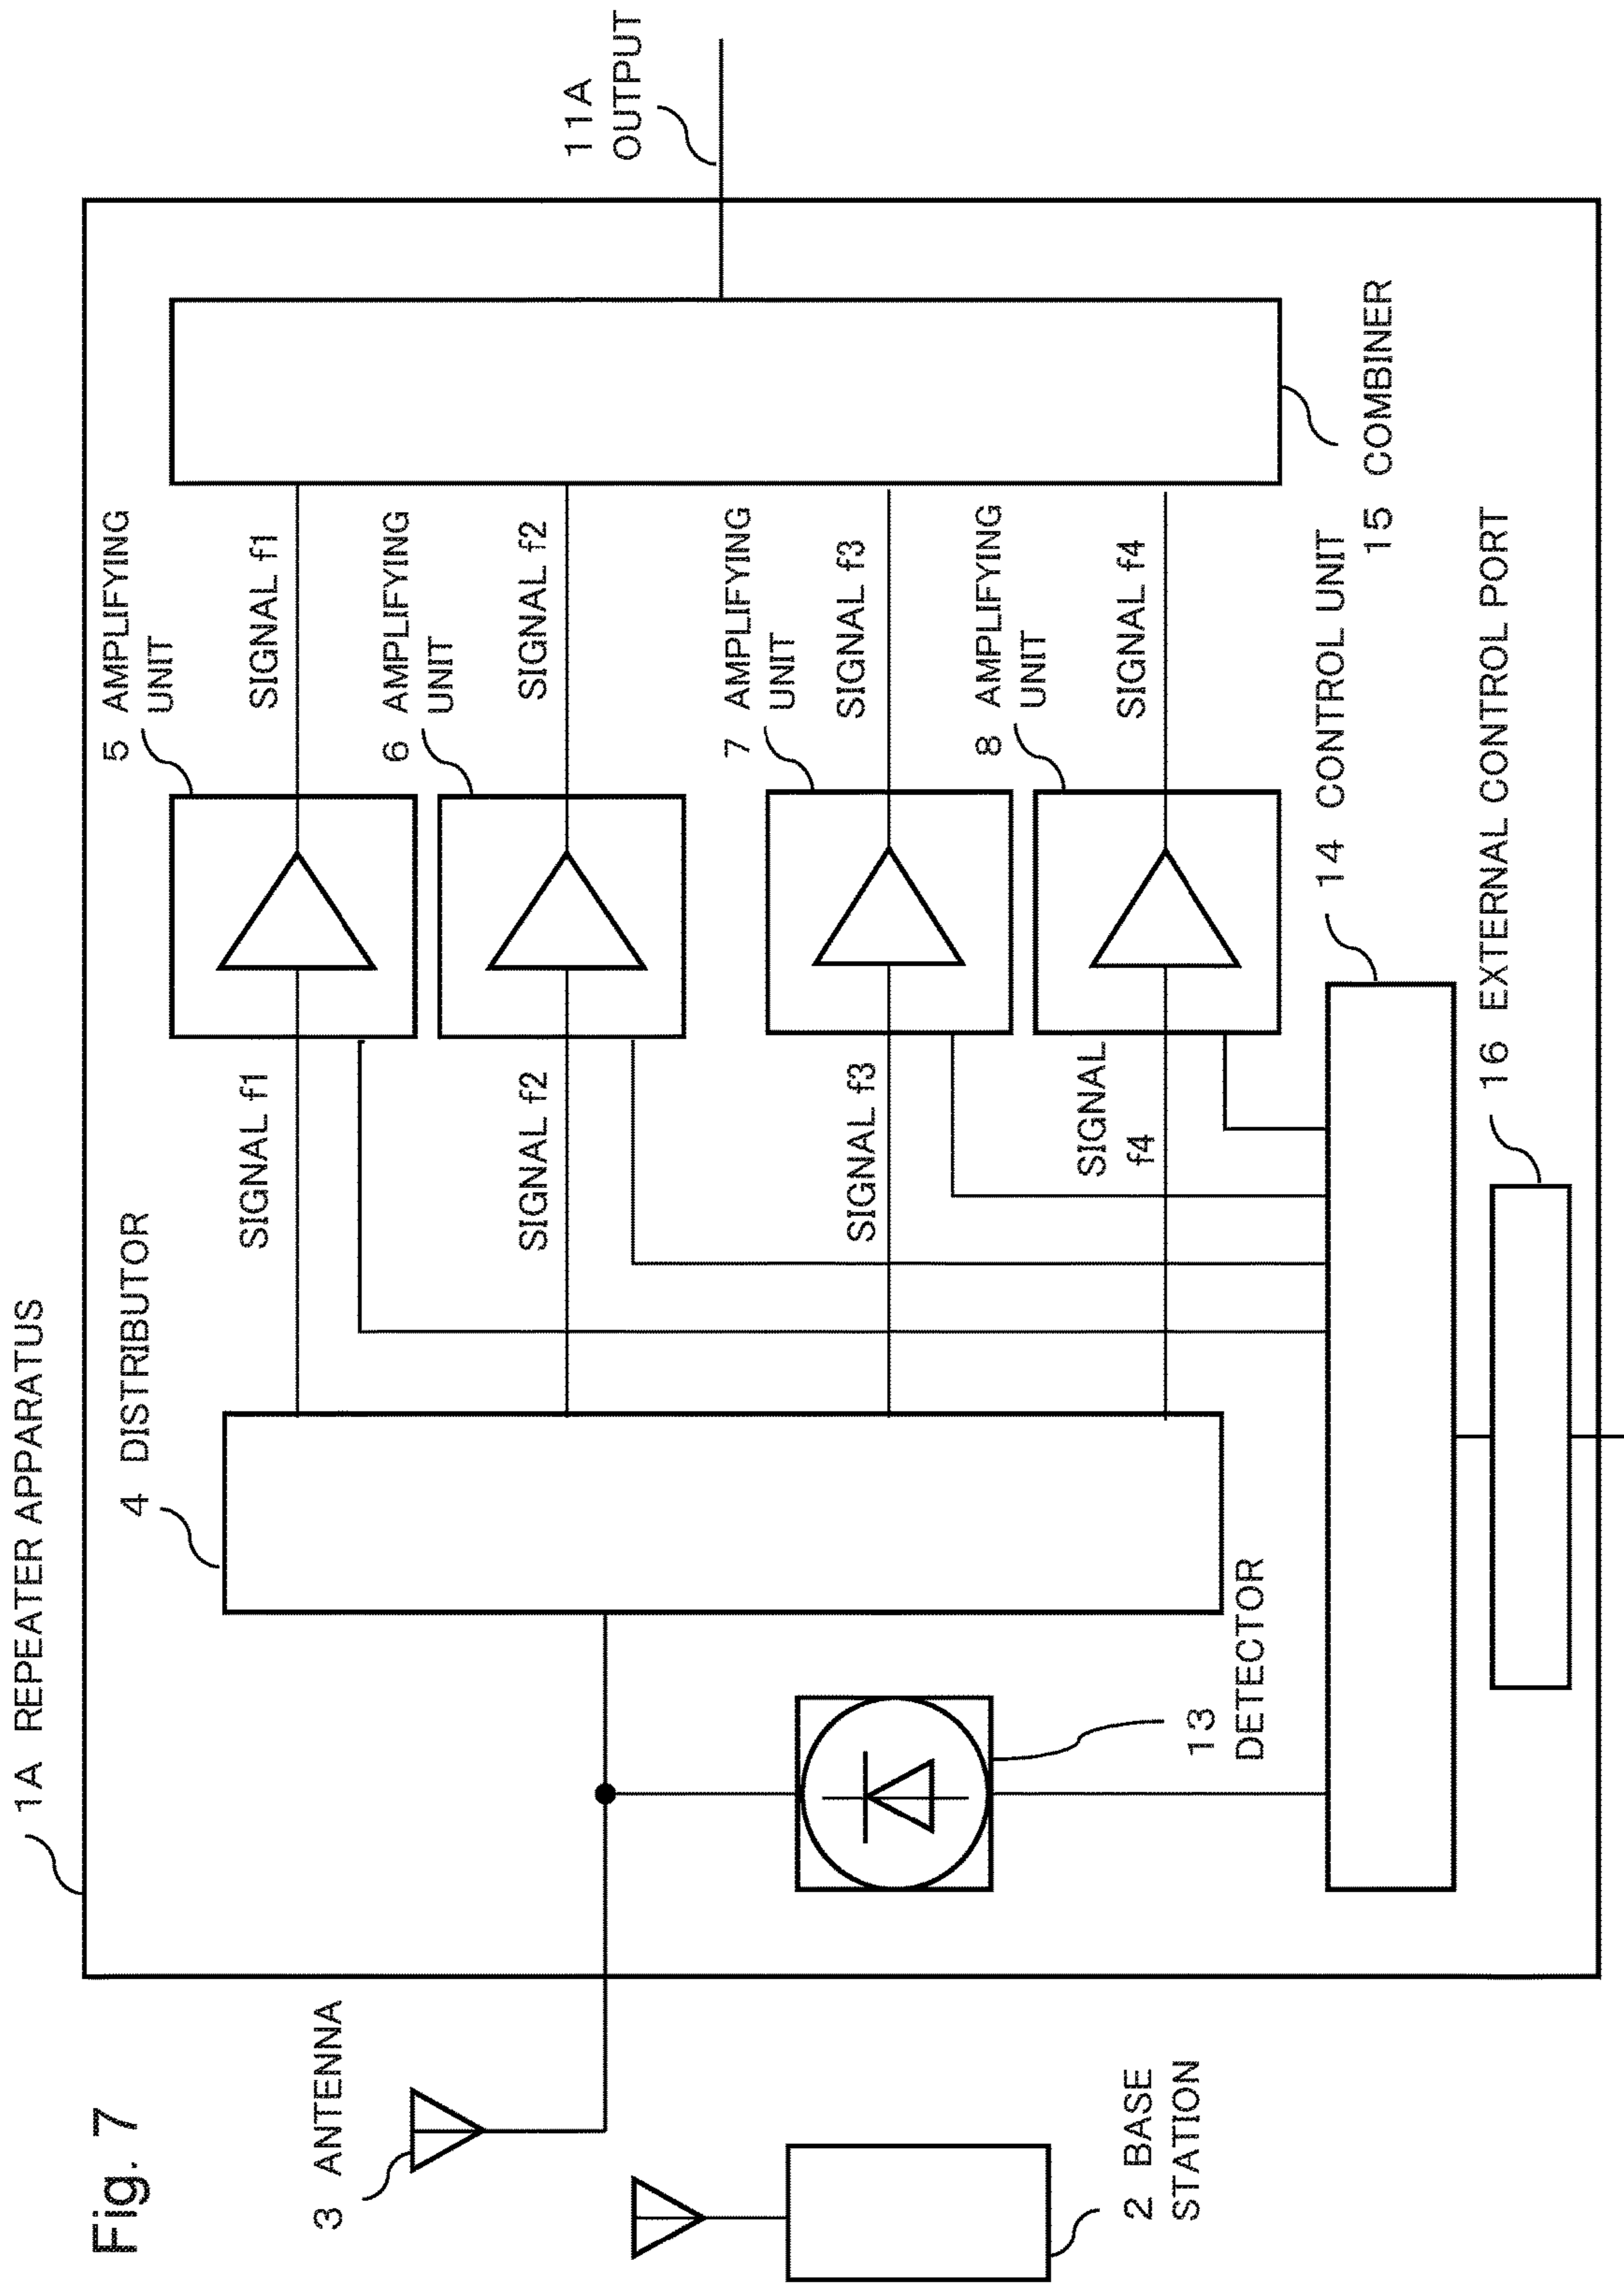 Fig. 7
1A REPEATER APPARATUS
3 ANTENNA
2 BASE
STATION
4 DISTRIBUTOR
13
DETECTOR
SIGNAL f1
SIGNAL f2
SIGNAL f3
SIGNAL
f4
5 AMPLIFYING
UNIT
SIGNAL f1
6 AMPLIFYING
UNIT
SIGNAL f2
7 AMPLIFYING
UNIT
SIGNAL f3
8 AMPLIFYING
UNIT
SIGNAL f4
14 CONTROL UNIT
15 COMBINER
16 EXTERNAL CONTROL PORT
11A
OUTPUT